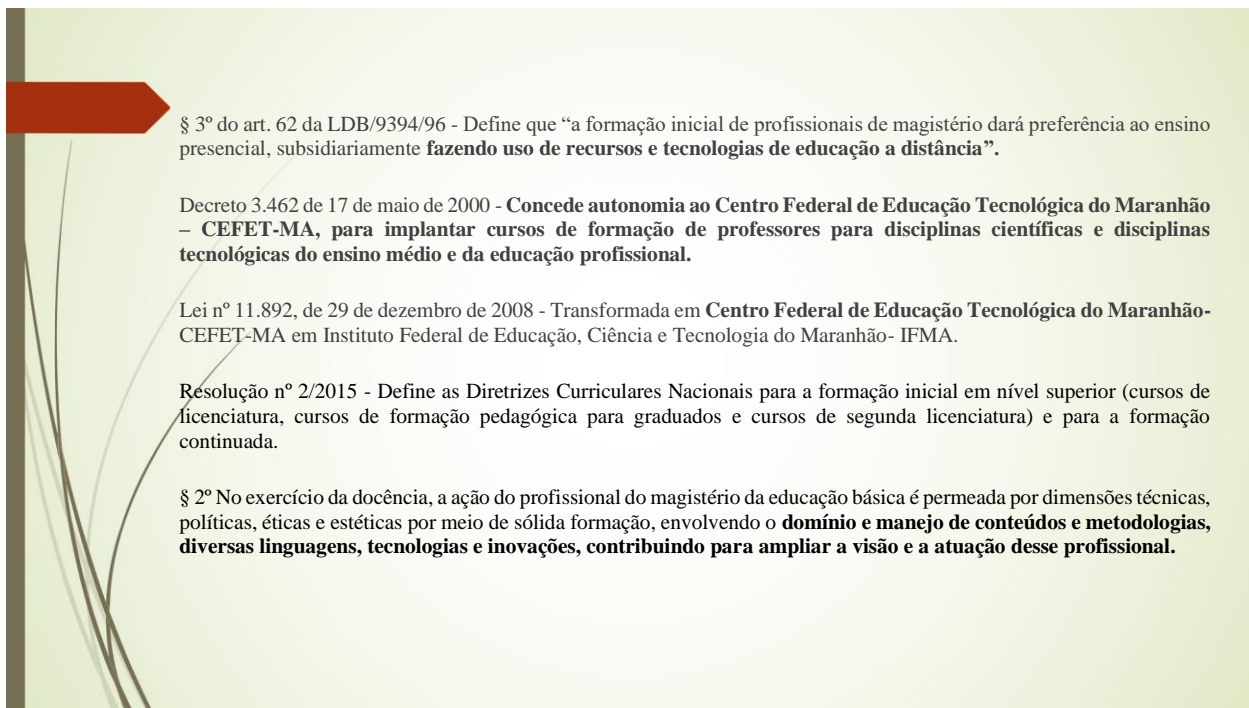 § 3º do art. 62 da LDB/9394/96 - Define que “a formação inicial de profissionais de magistério dará preferência ao ensino
presencial, subsidiariamente fazendo uso de recursos e tecnologias de educação a distância”.
Decreto 3.462 de 17 de maio de 2000 - Concede autonomia ao Centro Federal de Educação Tecnológica do Maranhão
– CEFET-MA, para implantar cursos de formação de professores para disciplinas científicas e disciplinas
tecnológicas do ensino médio e da educação profissional.
Lei nº 11.892, de 29 de dezembro de 2008 - Transformada em Centro Federal de Educação Tecnológica do Maranhão-
CEFET-MA em Instituto Federal de Educação, Ciência e Tecnologia do Maranhão- IFMA.
Resolução nº 2/2015 - Define as Diretrizes Curriculares Nacionais para a formação inicial em nível superior (cursos de
licenciatura, cursos de formação pedagógica para graduados e cursos de segunda licenciatura) e para a formação
continuada.
§ 2º No exercício da docência, a ação do profissional do magistério da educação básica é permeada por dimensões técnicas,
políticas, éticas e estéticas por meio de sólida formação, envolvendo o domínio e manejo de conteúdos e metodologias,
diversas linguagens, tecnologias e inovações, contribuindo para ampliar a visão e a atuação desse profissional.